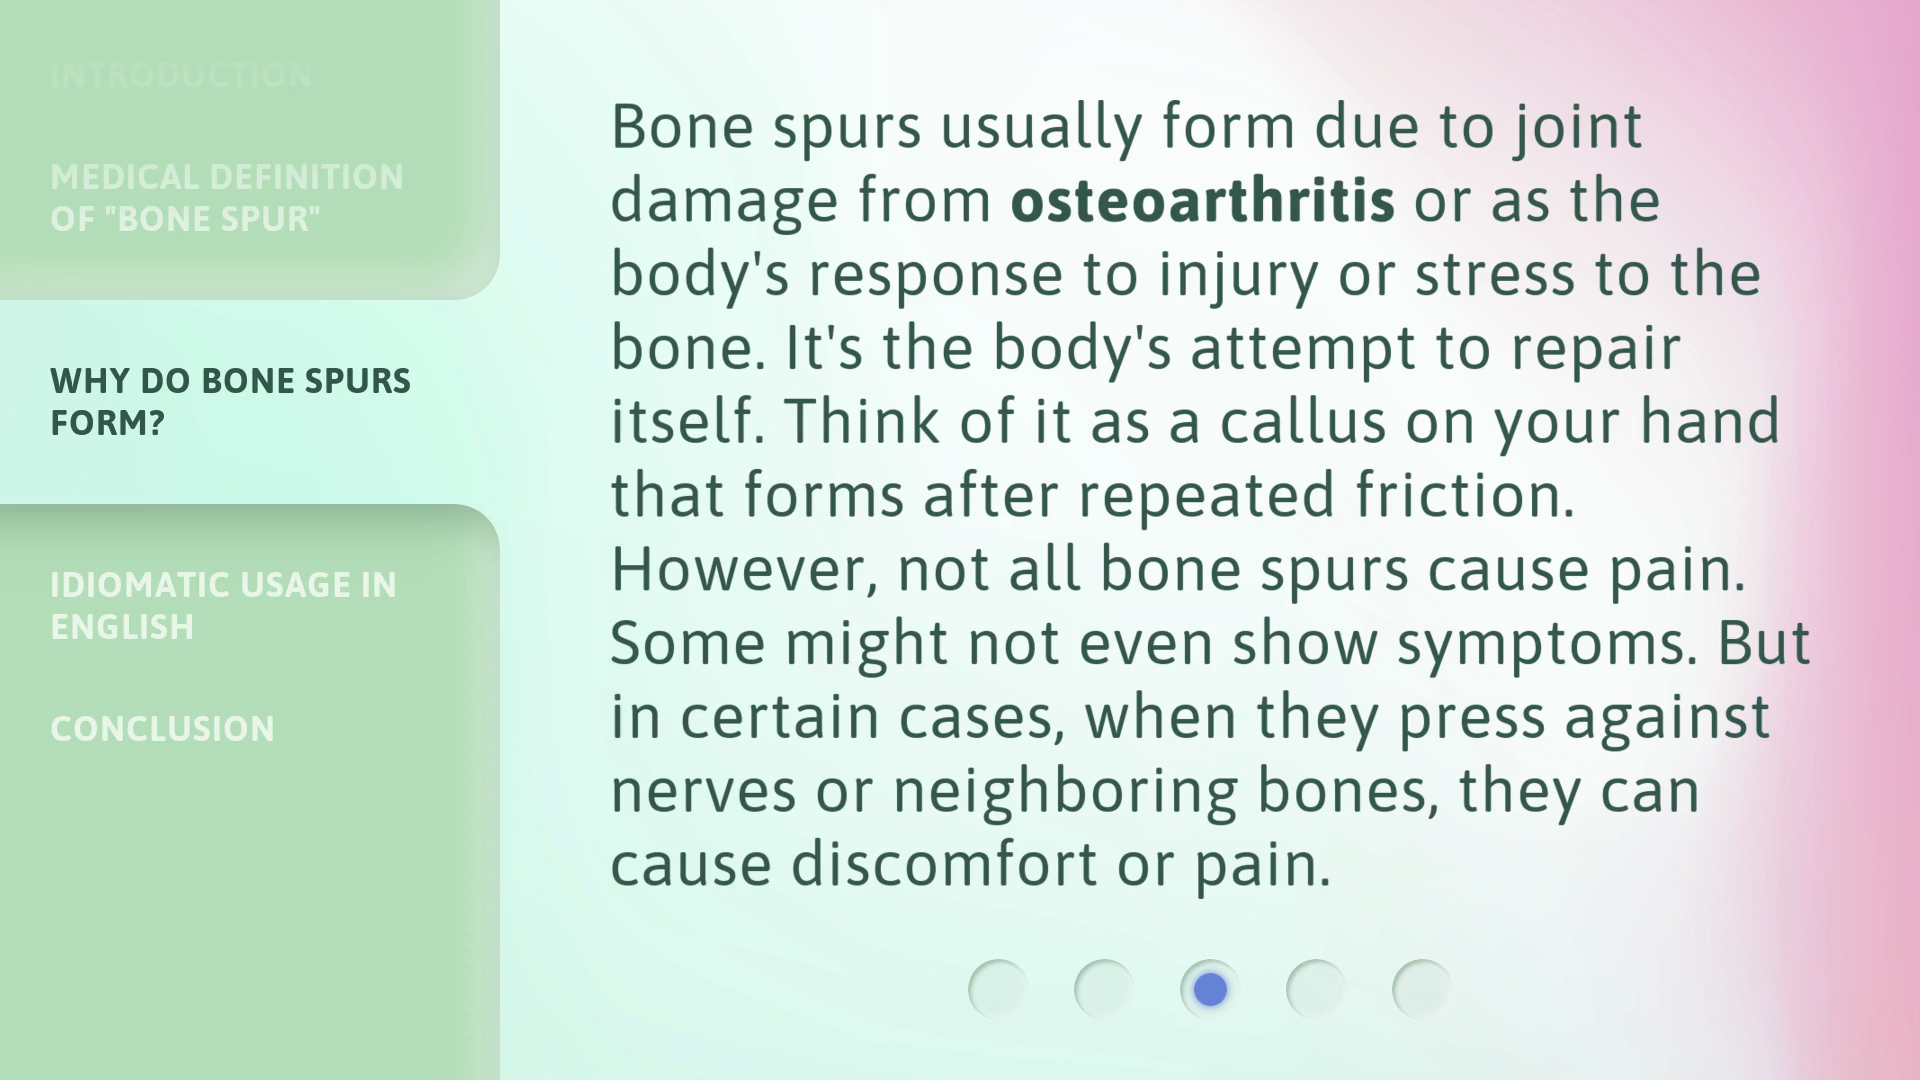 INTRODUCTION
MEDICAL DEFINITION
OF "BONE SPUR"
WHY DO BONE SPURS
FORM?
IDIOMATIC USAGE IN
ENGLISH
CONCLUSION
Bone spurs usually form due to joint
damage from osteoarthritis or as the
body's response to injury or stress to the
bone. It's the body's attempt to repair
itself. Think of it as a callus on your hand
that forms after repeated friction.
However, not all bone spurs cause pain.
Some might not even show symptoms. But
in certain cases, when they press against
nerves or neighboring bones, they can
cause discomfort or pain.